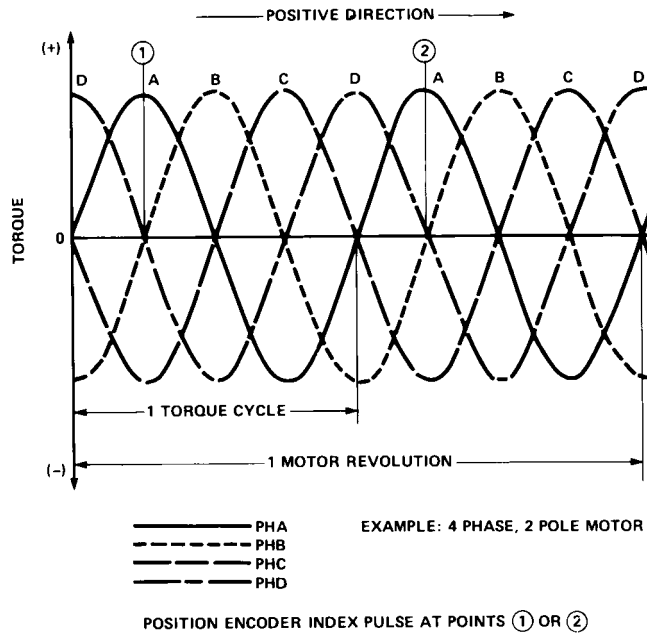 POSITIVE DIRECTION
(+)
1
2
D A B C D A B C D
TORQUE
0
1 TORQUE CYCLE
(−)
1 MOTOR REVOLUTION
PHA
EXAMPLE: 4 PHASE, 2 POLE MOTOR
PHB
PHC
PHD
POSITION ENCODER INDEX PULSE AT POINTS 1 OR 2